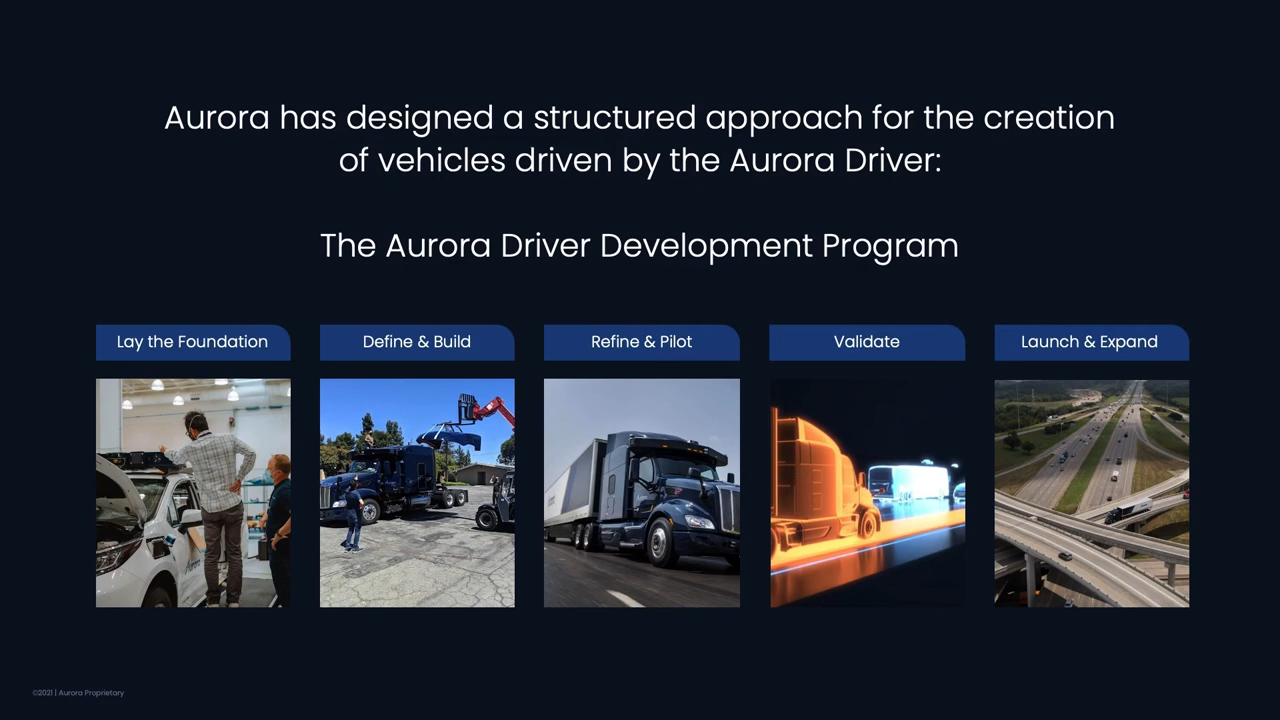 Aurora has designed a structured approach for the creation
of vehicles driven by the Aurora Driver:
The Aurora Driver Development Program
Lay the Foundation
Define & Build
Refine & Pilot
Validate
Launch & Expand
Aurora
©2021 | Aurora Proprietary